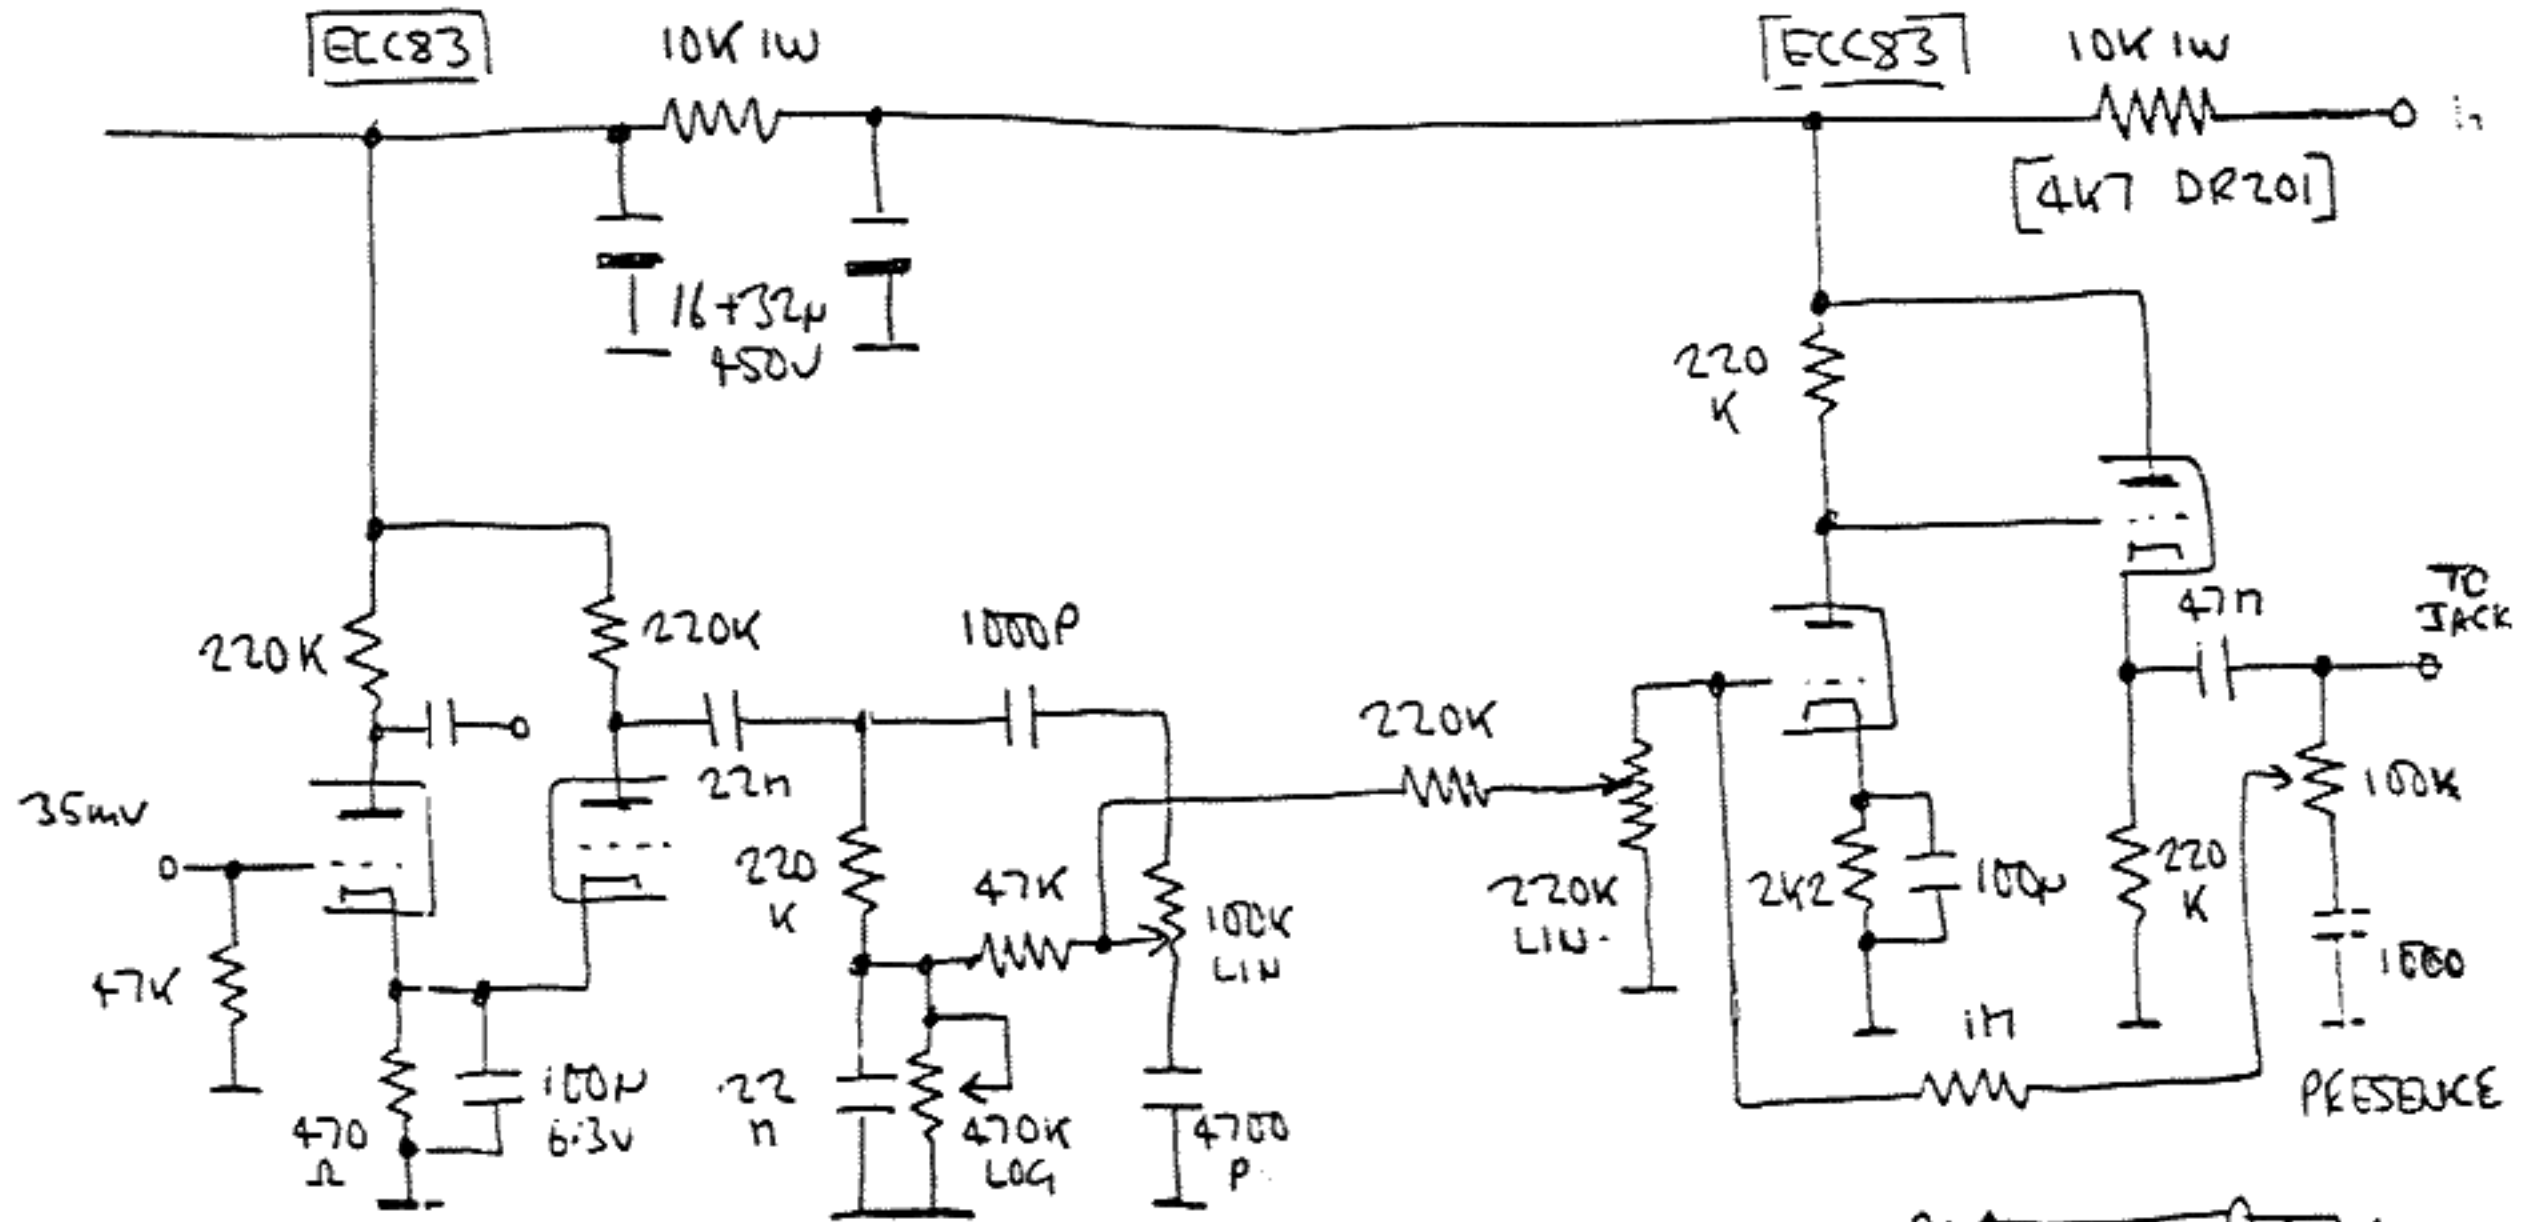 ECC83
10K 1W
ECC83
10K 1W
[4K7 DR201]
16+32µ
450V
220
K
220K
220K
1000P
47n
TO
JACK
35mV
22n
220K
100K
220
K
47K
100K
LIN
220K
LIN.
2K2
100µ
220
K
1000
47K
1M
PRESENCE
470
Ω
100µ
6.3V
22
n
470K
LOG
4700
P